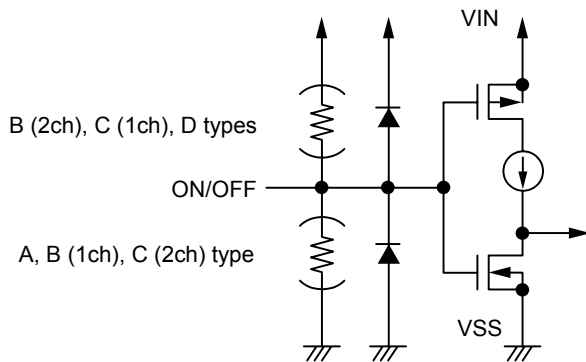 VIN
B (2ch), C (1ch), D types
ON/OFF
A, B (1ch), C (2ch) type
VSS